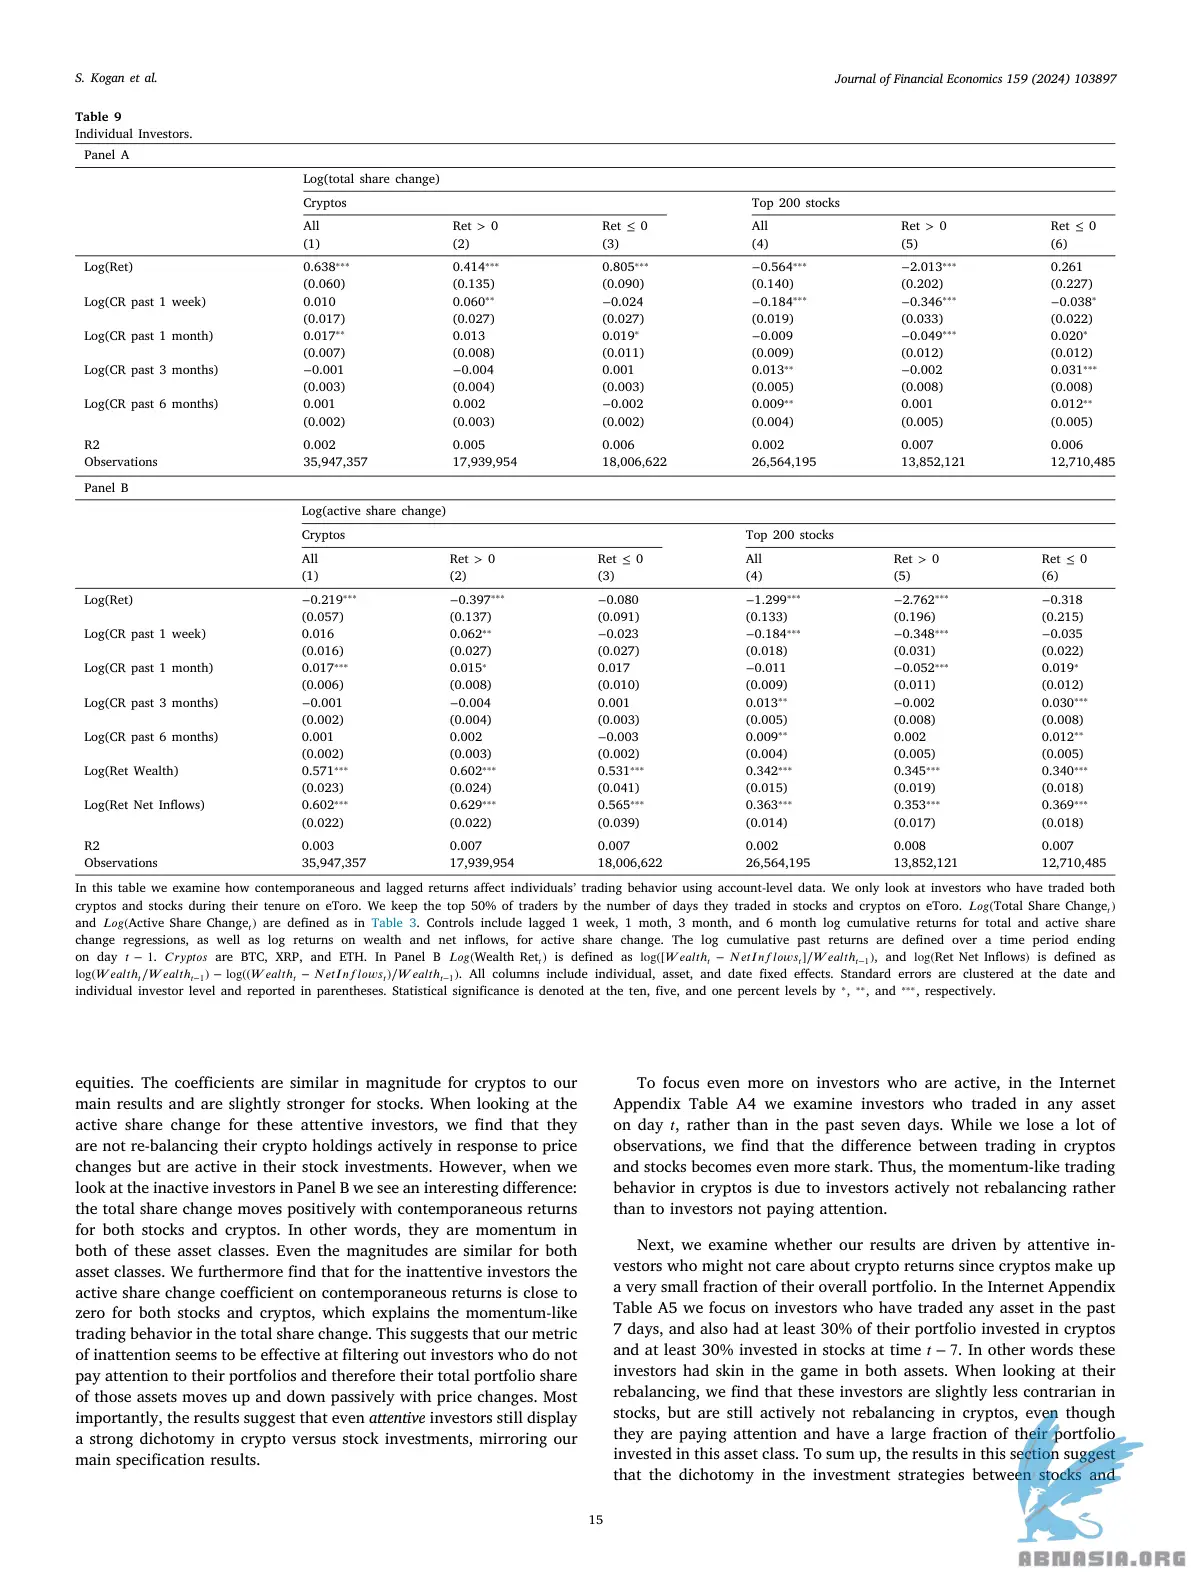 S. Kogan et al.
Journal of Financial Economics 159 (2024) 103897
Table 9
Individual Investors.
Panel A
Log(total share change)
Cryptos Top 200 stocks
All Ret > 0 Ret ≤ 0 All Ret > 0 Ret ≤ 0
(1) (2) (3) (4) (5) (6)
Log(Ret) 0.638*** 0.414*** 0.805*** −0.564*** −2.013*** 0.261
(0.060) (0.135) (0.090) (0.140) (0.202) (0.227)
Log(CR past 1 week) 0.010 0.060** −0.024 −0.184*** −0.346*** −0.038*
(0.017) (0.027) (0.027) (0.019) (0.033) (0.022)
Log(CR past 1 month) 0.017** 0.013 0.019* −0.009 −0.049*** 0.020*
(0.007) (0.008) (0.011) (0.009) (0.012) (0.012)
Log(CR past 3 months) −0.001 −0.004 0.001 0.013** −0.002 0.031***
(0.003) (0.004) (0.003) (0.005) (0.008) (0.008)
Log(CR past 6 months) 0.001 0.002 −0.002 0.009** 0.001 0.012**
(0.002) (0.003) (0.002) (0.004) (0.005) (0.005)
R2 0.002 0.005 0.006 0.002 0.007 0.006
Observations 35,947,357 17,939,954 18,006,622 26,564,195 13,852,121 12,710,485
Panel B
Log(active share change)
Cryptos Top 200 stocks
All Ret > 0 Ret ≤ 0 All Ret > 0 Ret ≤ 0
(1) (2) (3) (4) (5) (6)
Log(Ret) −0.219*** −0.397*** −0.080 −1.299*** −2.762*** −0.318
(0.057) (0.137) (0.091) (0.133) (0.196) (0.215)
Log(CR past 1 week) 0.016 0.062** −0.023 −0.184*** −0.348*** −0.035
(0.016) (0.027) (0.027) (0.018) (0.031) (0.022)
Log(CR past 1 month) 0.017*** 0.015* 0.017 −0.011 −0.052*** 0.019*
(0.006) (0.008) (0.010) (0.009) (0.011) (0.012)
Log(CR past 3 months) −0.001 −0.004 0.001 0.013** −0.002 0.030***
(0.002) (0.004) (0.003) (0.005) (0.008) (0.008)
Log(CR past 6 months) 0.001 0.002 −0.003 0.009** 0.002 0.012**
(0.002) (0.003) (0.002) (0.004) (0.005) (0.005)
Log(Ret Wealth) 0.571*** 0.602*** 0.531*** 0.342*** 0.345*** 0.340***
(0.023) (0.024) (0.041) (0.015) (0.019) (0.018)
Log(Ret Net Inflows) 0.602*** 0.629*** 0.565*** 0.363*** 0.353*** 0.369***
(0.022) (0.022) (0.039) (0.014) (0.017) (0.018)
R2 0.003 0.007 0.007 0.002 0.008 0.007
Observations 35,947,357 17,939,954 18,006,622 26,564,195 13,852,121 12,710,485
In this table we examine how contemporaneous and lagged returns affect individuals' trading behavior using account-level data. We only look at investors who have traded both
cryptos and stocks during their tenure on eToro. We keep the top 50% of traders by the number of days they traded in stocks and cryptos on eToro. Log(Total Share Change_t)
and Log(Active Share Change_t) are defined as in Table 3. Controls include lagged 1 week, 1 moth, 3 month, and 6 month log cumulative returns for total and active share
change regressions, as well as log returns on wealth and net inflows, for active share change. The log cumulative past returns are defined over a time period ending
on day t − 1. Cryptos are BTC, XRP, and ETH. In Panel B Log(Wealth Ret_t) is defined as log([Wealth_t − NetInflows_t]/Wealth_{t−1}), and log(Ret Net Inflows) is defined as
log(Wealth_t/Wealth_{t−1}) − log((Wealth_t − NetInflows_t)/Wealth_{t−1}). All columns include individual, asset, and date fixed effects. Standard errors are clustered at the date and
individual investor level and reported in parentheses. Statistical significance is denoted at the ten, five, and one percent levels by *, **, and ***, respectively.
equities. The coefficients are similar in magnitude for cryptos to our
main results and are slightly stronger for stocks. When looking at the
active share change for these attentive investors, we find that they
are not re-balancing their crypto holdings actively in response to price
changes but are active in their stock investments. However, when we
look at the inactive investors in Panel B we see an interesting difference:
the total share change moves positively with contemporaneous returns
for both stocks and cryptos. In other words, they are momentum in
both of these asset classes. Even the magnitudes are similar for both
asset classes. We furthermore find that for the inattentive investors the
active share change coefficient on contemporaneous returns is close to
zero for both stocks and cryptos, which explains the momentum-like
trading behavior in the total share change. This suggests that our metric
of inattention seems to be effective at filtering out investors who do not
pay attention to their portfolios and therefore their total portfolio share
of those assets moves up and down passively with price changes. Most
importantly, the results suggest that even attentive investors still display
a strong dichotomy in crypto versus stock investments, mirroring our
main specification results.
To focus even more on investors who are active, in the Internet
Appendix Table A4 we examine investors who traded in any asset
on day t, rather than in the past seven days. While we lose a lot of
observations, we find that the difference between trading in cryptos
and stocks becomes even more stark. Thus, the momentum-like trading
behavior in cryptos is due to investors actively not rebalancing rather
than to investors not paying attention.
Next, we examine whether our results are driven by attentive in-
vestors who might not care about crypto returns since cryptos make up
a very small fraction of their overall portfolio. In the Internet Appendix
Table A5 we focus on investors who have traded any asset in the past
7 days, and also had at least 30% of their portfolio invested in cryptos
and at least 30% invested in stocks at time t − 7. In other words these
investors had skin in the game in both assets. When looking at their
rebalancing, we find that these investors are slightly less contrarian in
stocks, but are still actively not rebalancing in cryptos, even though
they are paying attention and have a large fraction of their portfolio
invested in this asset class. To sum up, the results in this section suggest
that the dichotomy in the investment strategies between stocks and
15
ABNASIA.ORG